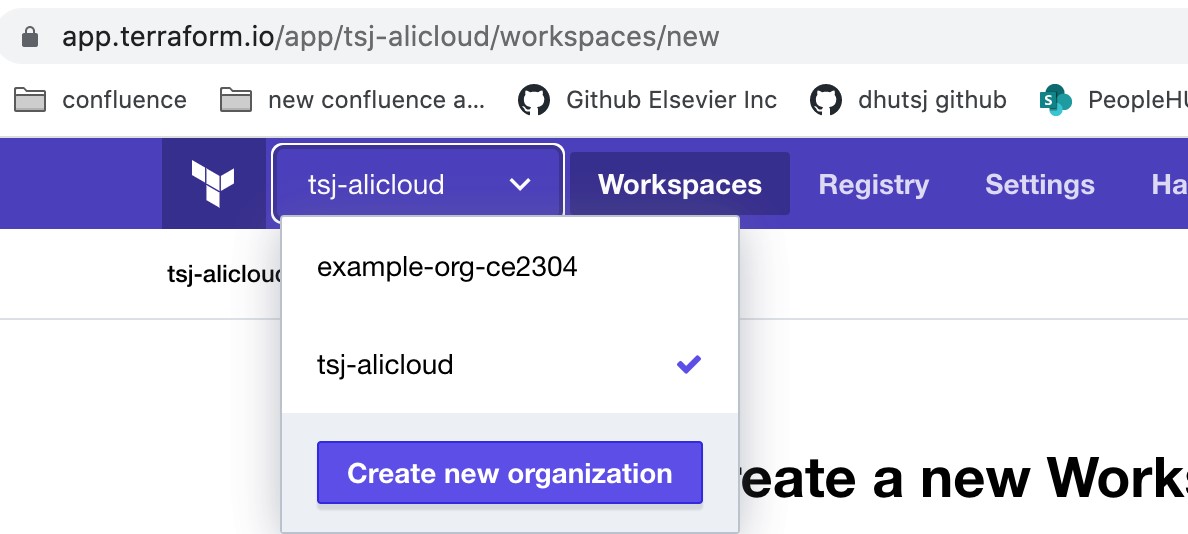 app.terraform.io/app/tsj-alicloud/workspaces/new
confluence new confluence a... Github Elsevier Inc dhutsj github S PeopleHU
tsj-alicloud Workspaces Registry Settings Ha
tsj-alicloud
example-org-ce2304
tsj-alicloud
Create new organization
reate a new Works